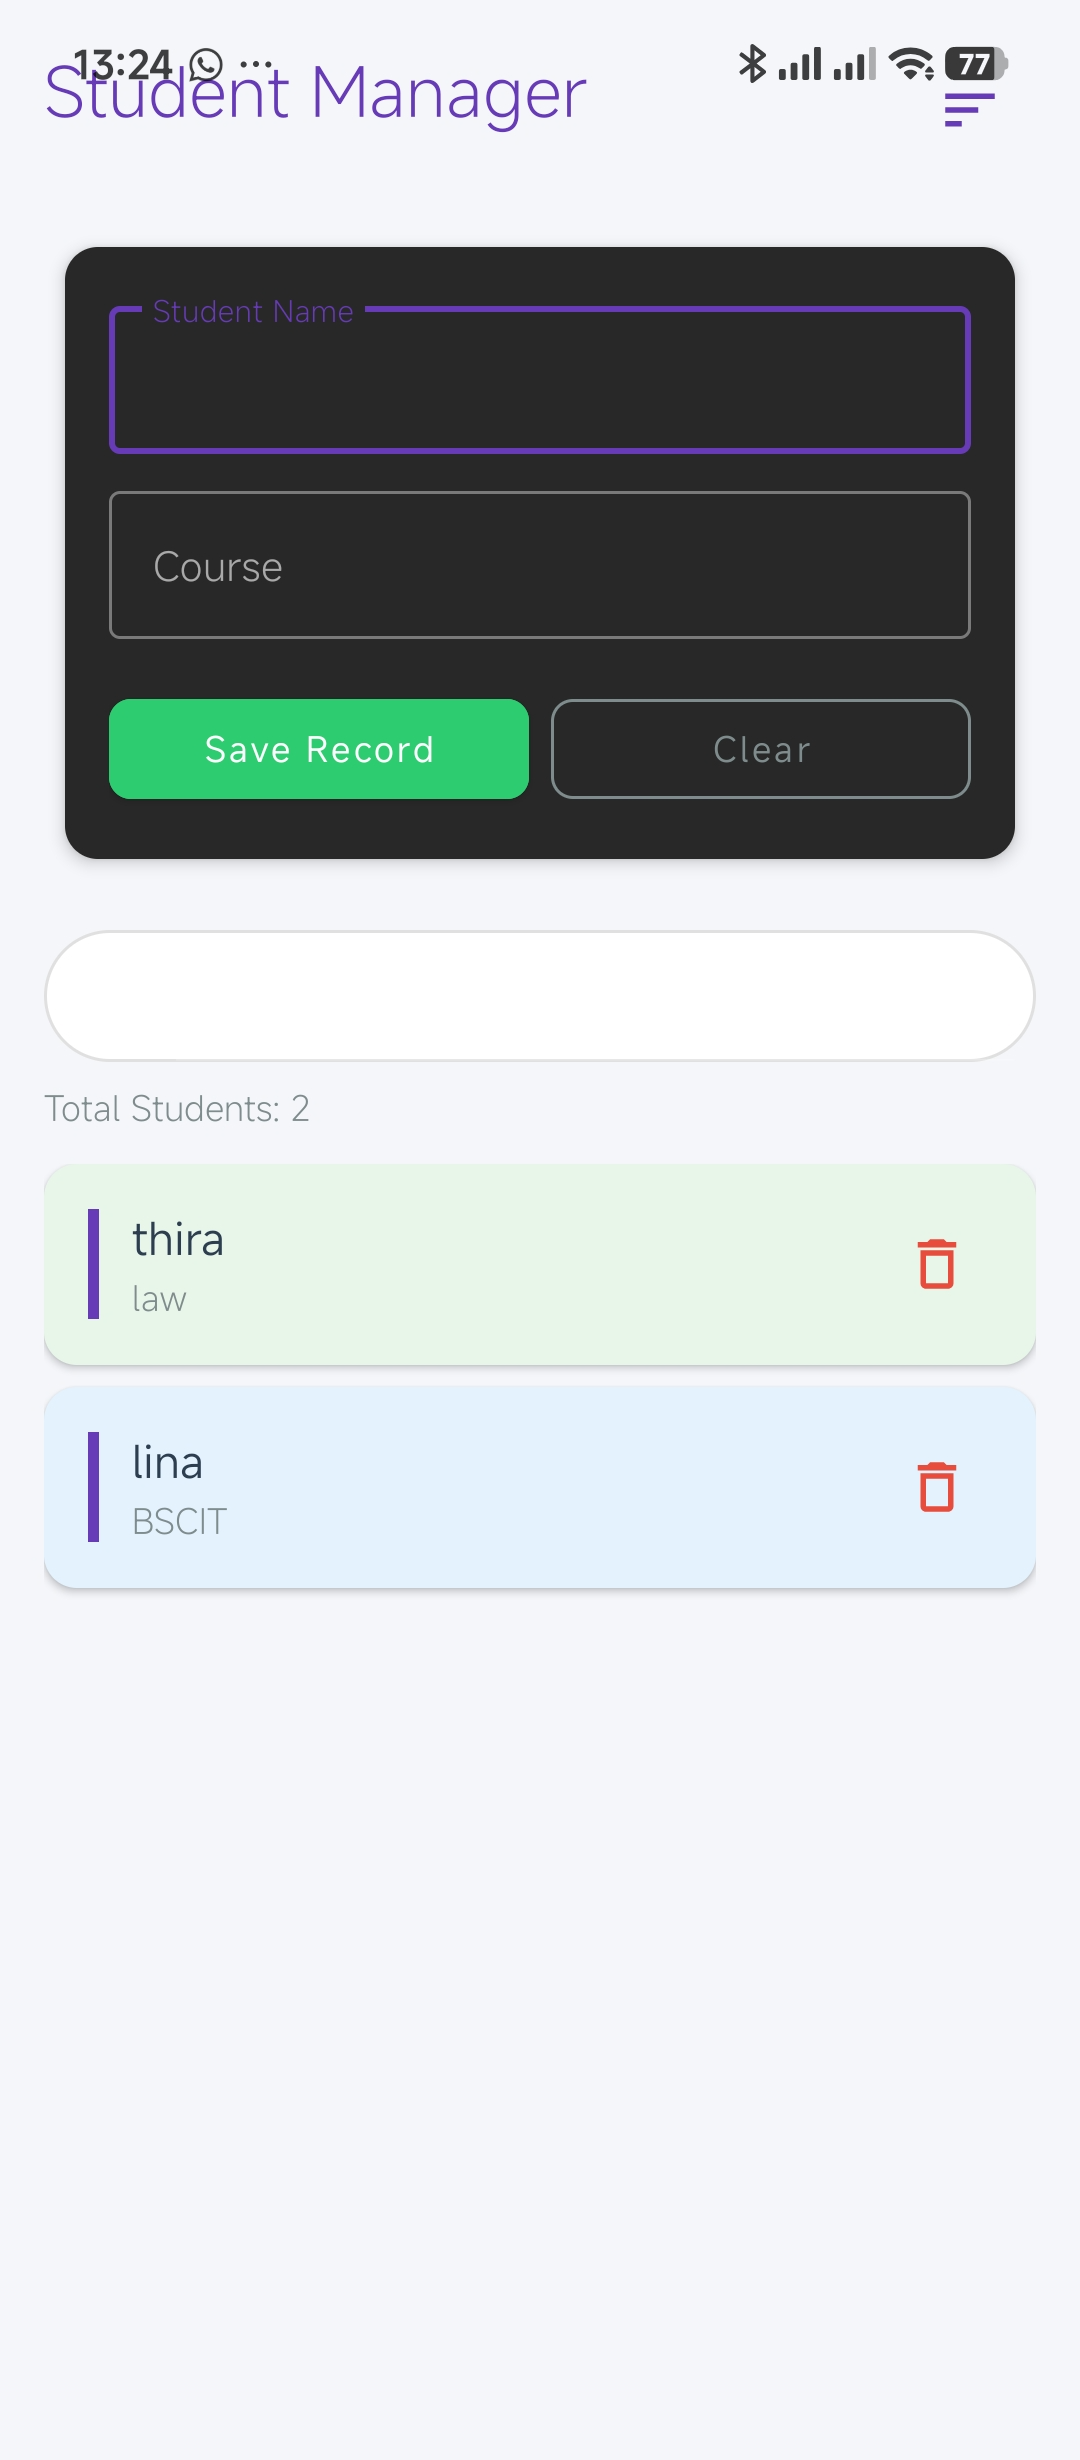 13:24 ... 77
Student Manager
Student Name
Course
Save Record Clear
Total Students: 2
thira
law
lina
BSCIT